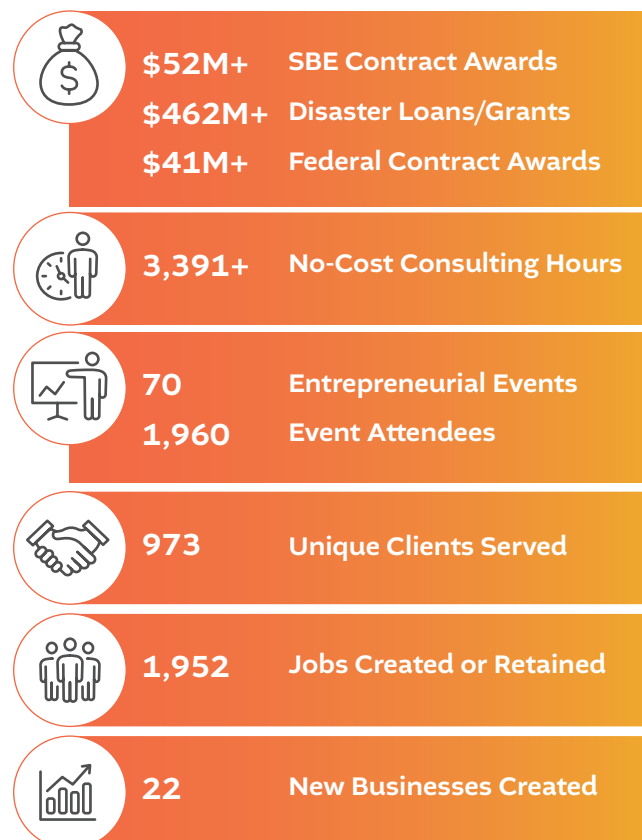 $52M+ SBE Contract Awards
$462M+ Disaster Loans/Grants
$41M+ Federal Contract Awards
3,391+ No-Cost Consulting Hours
70 Entrepreneurial Events
1,960 Event Attendees
973 Unique Clients Served
1,952 Jobs Created or Retained
22 New Businesses Created